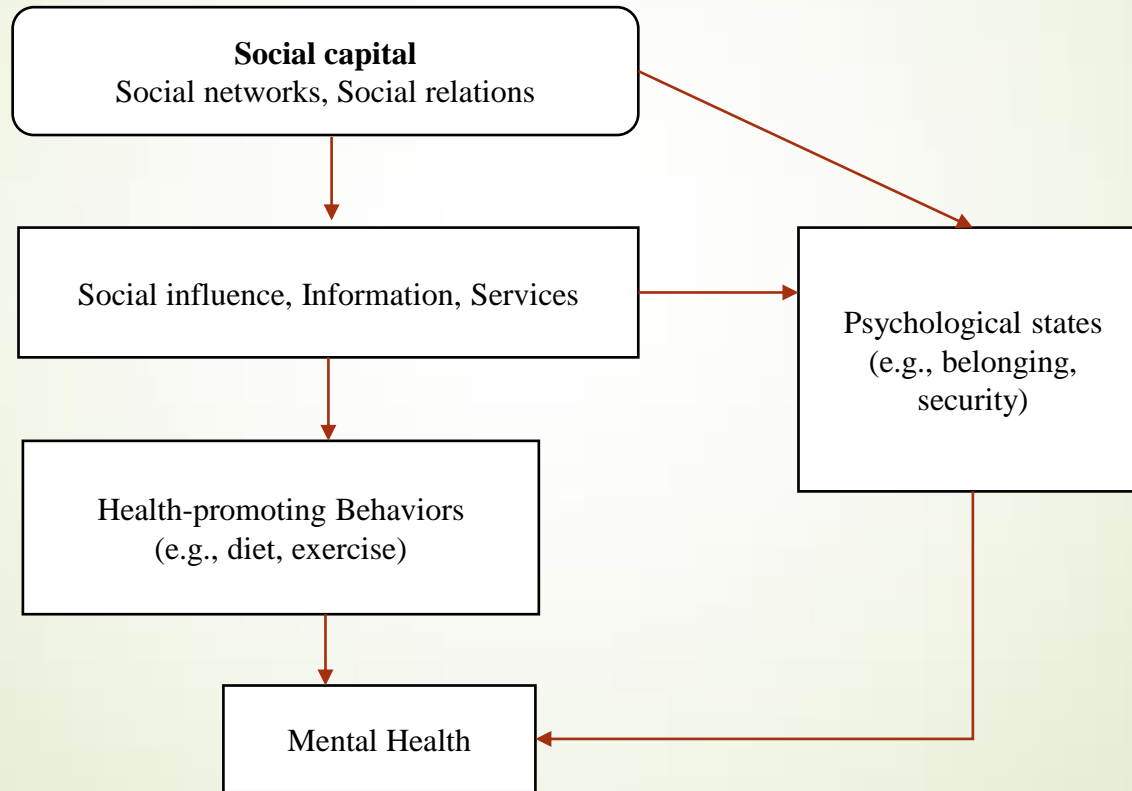 Social capital
Social networks, Social relations
Social influence, Information, Services
Psychological states
(e.g., belonging,
security)
Health-promoting Behaviors
(e.g., diet, exercise)
Mental Health